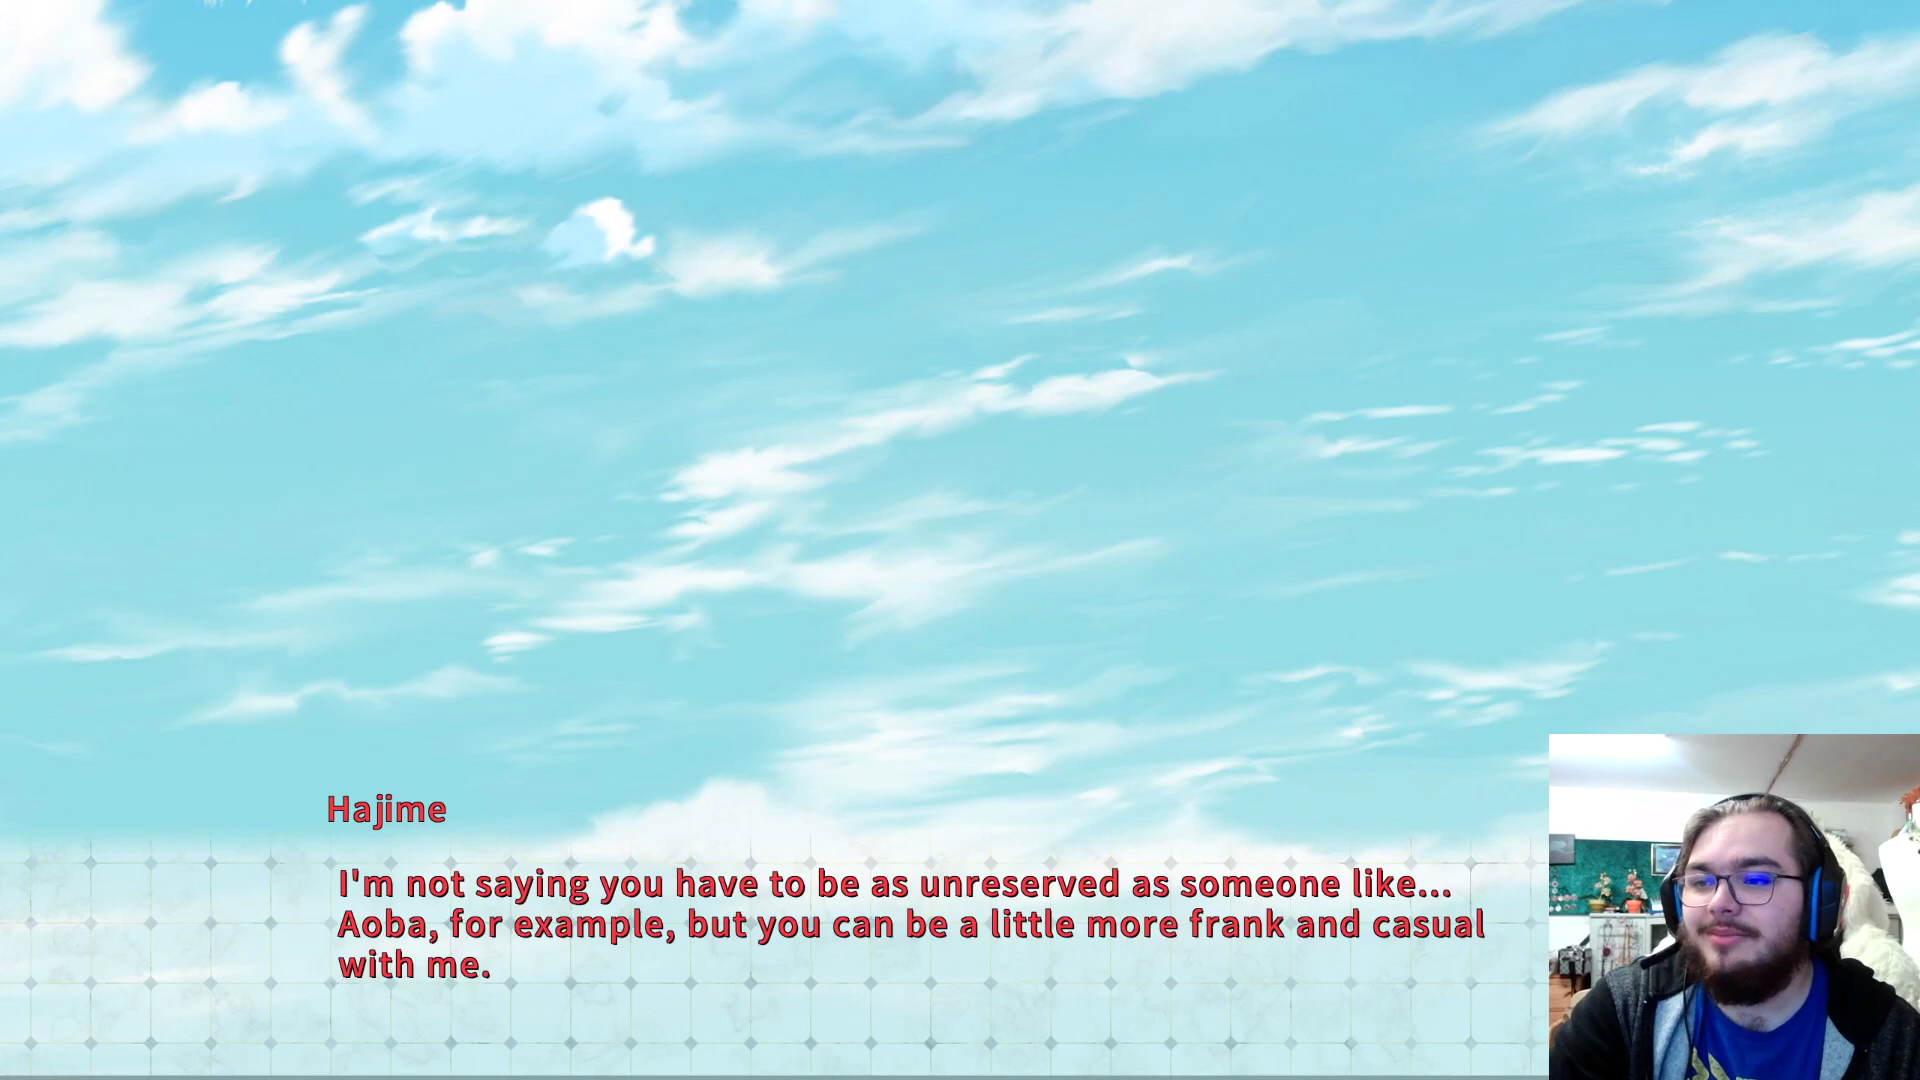 Hajime
I'm not saying you have to be as unreserved as someone like...
Aoba, for example, but you can be a little more frank and casual
with me.